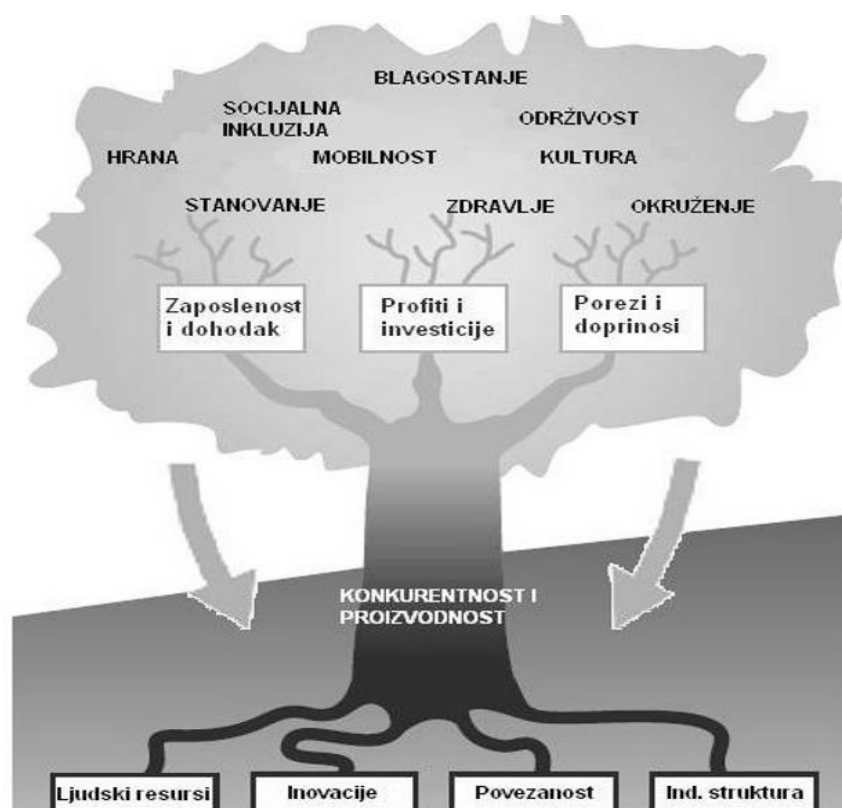 BLAGOSTANJE
SOCIJALNA
INKLUZIJA
ODRŽIVOST
HRANA
MOBILNOST
KULTURA
STANOVANJE
ZDRAVLJE
OKRUŽENJE
Zaposlenost
i dohodak
Profiti i
investicije
Porezi i
doprinosi
KONKURENTNOST I
PROIZVODNOST
Ljudski resursi
Inovacije
Povezanost
Ind. struktura